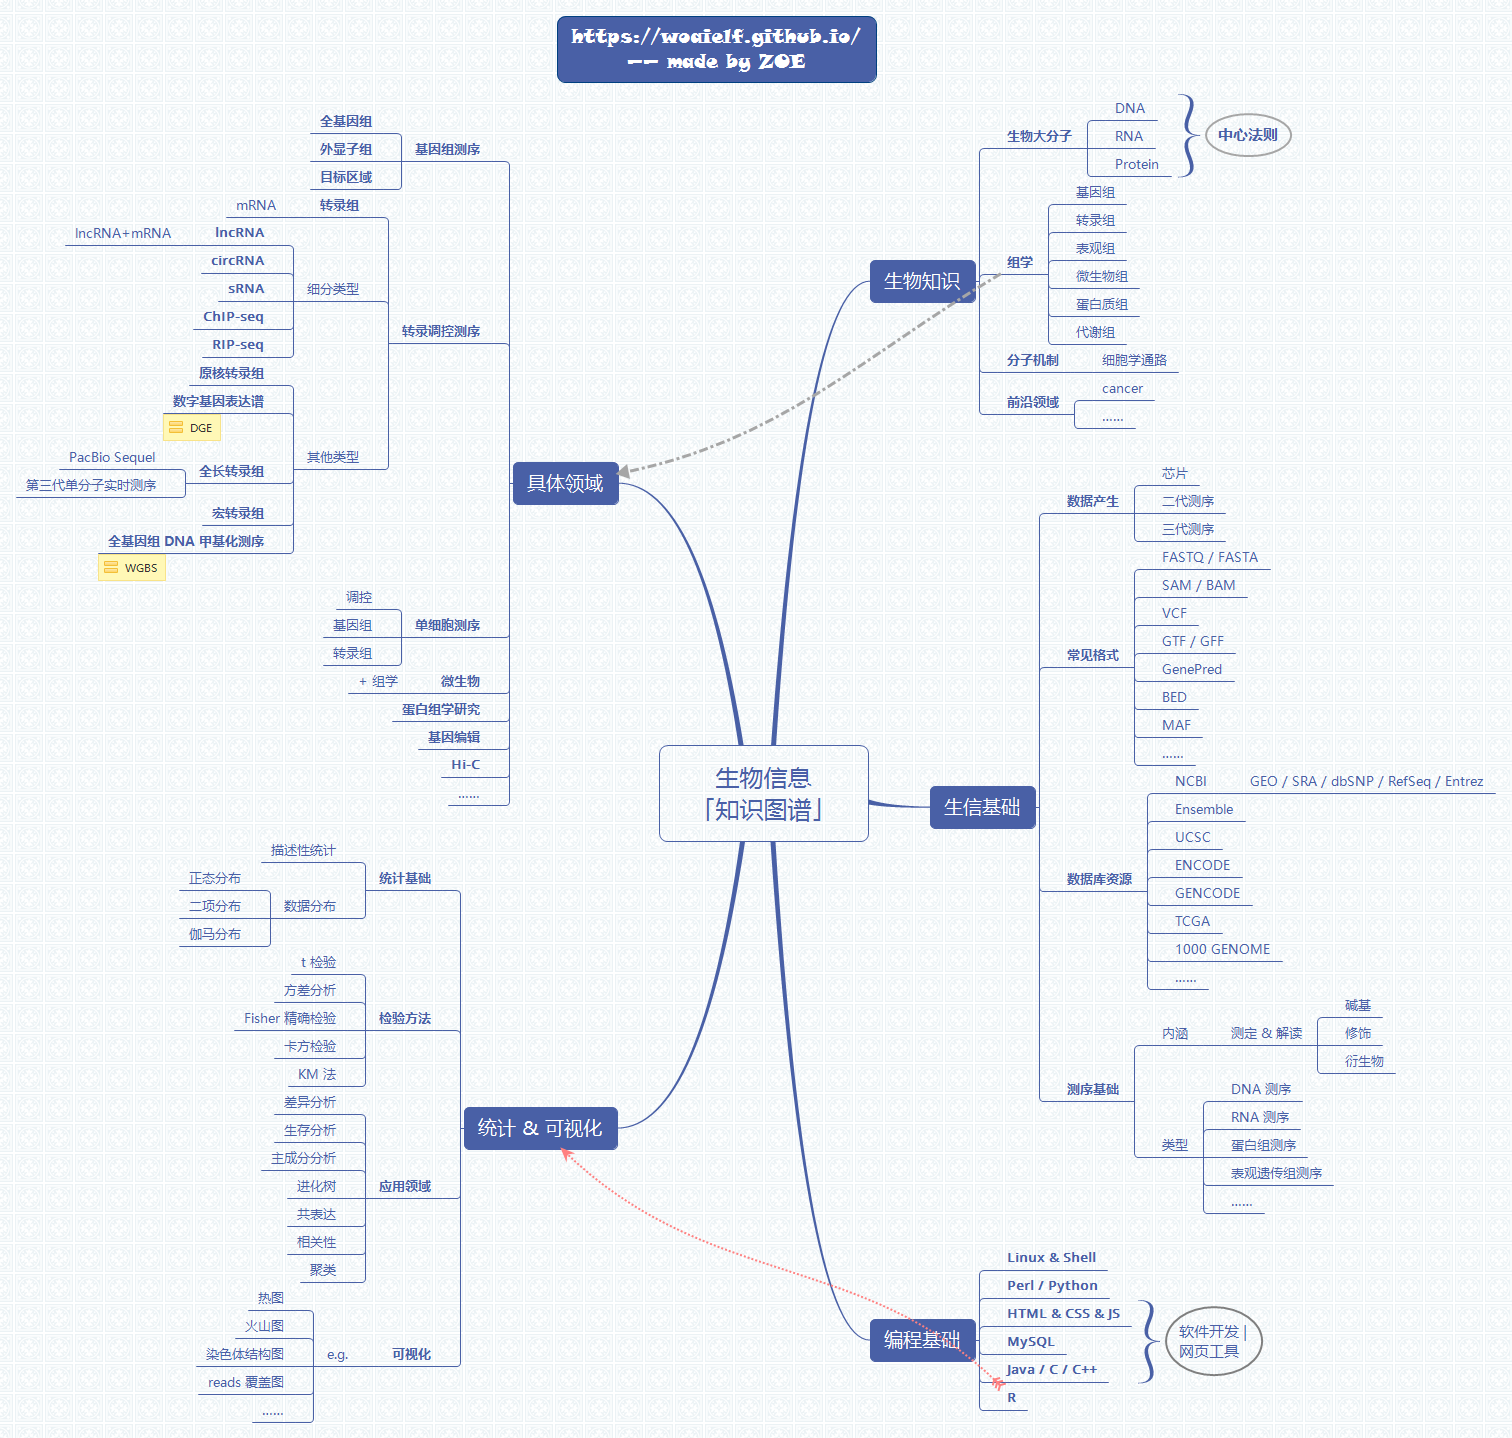 https://woaielf.github.io/
—— made by ZOE
生物信息
「知识图谱」
生物知识
生物大分子
DNA
RNA
Protein
中心法则
组学
基因组
转录组
表观组
微生物组
蛋白质组
代谢组
分子机制
细胞学通路
前沿领域
cancer
......
生信基础
数据产生
芯片
二代测序
三代测序
常见格式
FASTQ / FASTA
SAM / BAM
VCF
GTF / GFF
GenePred
BED
MAF
......
数据库资源
NCBI
GEO / SRA / dbSNP / RefSeq / Entrez
Ensemble
UCSC
ENCODE
GENCODE
TCGA
1000 GENOME
......
测序基础
内涵
测定 & 解读
碱基
修饰
衍生物
类型
DNA 测序
RNA 测序
蛋白组测序
表观遗传组测序
......
编程基础
Linux & Shell
Perl / Python
HTML & CSS & JS
MySQL
Java / C / C++
R
软件开发 |
网页工具
具体领域
基因组测序
全基因组
外显子组
目标区域
转录调控测序
转录组
mRNA
细分类型
lncRNA
lncRNA+mRNA
circRNA
sRNA
ChIP-seq
RIP-seq
其他类型
原核转录组
数字基因表达谱
DGE
全长转录组
PacBio Sequel
第三代单分子实时测序
宏转录组
全基因组 DNA 甲基化测序
WGBS
单细胞测序
调控
基因组
转录组
微生物
+ 组学
蛋白组学研究
基因编辑
Hi-C
......
统计 & 可视化
统计基础
描述性统计
数据分布
正态分布
二项分布
伽马分布
检验方法
t 检验
方差分析
Fisher 精确检验
卡方检验
KM 法
应用领域
差异分析
生存分析
主成分分析
进化树
共表达
相关性
聚类
可视化
e.g.
热图
火山图
染色体结构图
reads 覆盖图
......